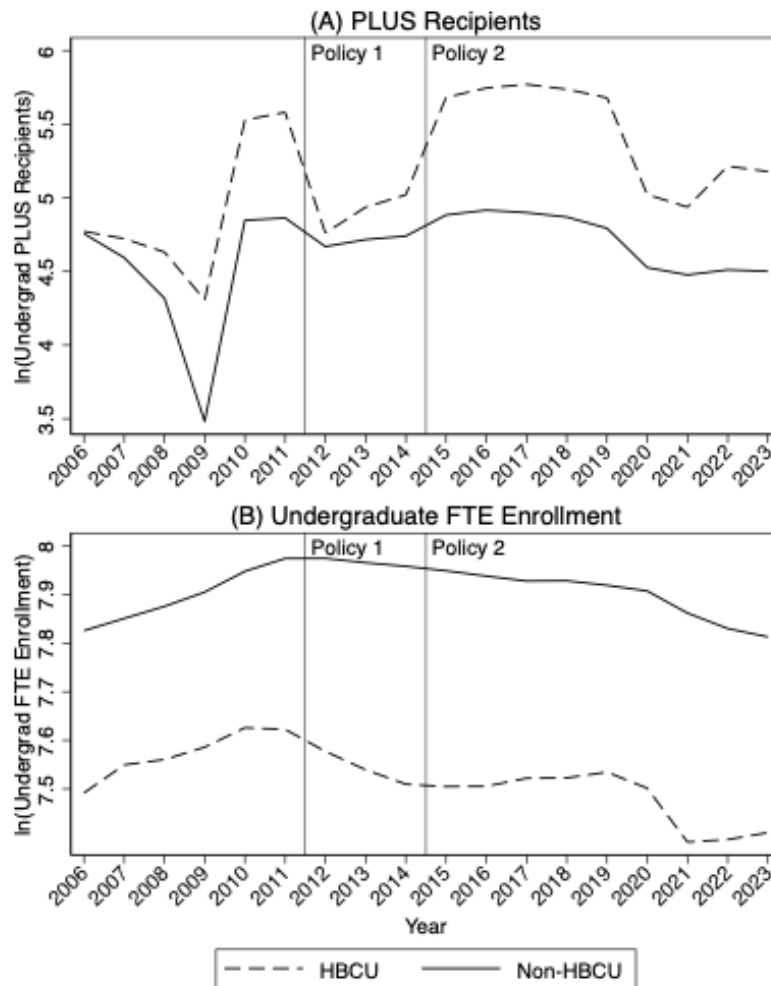 (A) PLUS Recipients
Policy 1
Policy 2
ln(Undergrad PLUS Recipients)
6
5.5
5
4.5
4
3.5
2006 2007 2008 2009 2010 2011 2012 2013 2014 2015 2016 2017 2018 2019 2020 2021 2022 2023
(B) Undergraduate FTE Enrollment
Policy 1
Policy 2
ln(Undergrad FTE Enrollment)
8
7.9
7.8
7.7
7.6
7.5
2006 2007 2008 2009 2010 2011 2012 2013 2014 2015 2016 2017 2018 2019 2020 2021 2022 2023
Year
HBCU
Non-HBCU